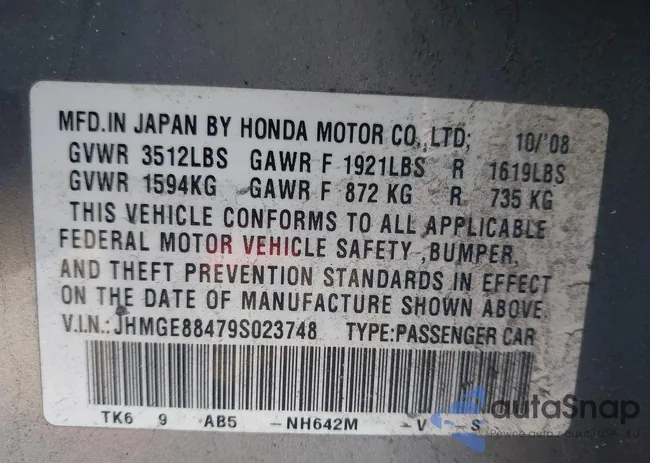 MFD.IN JAPAN BY HONDA MOTOR CO.,LTD; 10/'08
GVWR 3512LBS GAWR F 1921LBS R 1619LBS
GVWR 1594KG GAWR F 872 KG R 735 KG
THIS VEHICLE CONFORMS TO ALL APPLICABLE
FEDERAL MOTOR VEHICLE SAFETY ,BUMPER,
AND THEFT PREVENTION STANDARDS IN EFFECT
ON THE DATE OF MANUFACTURE SHOWN ABOVE.
V.I.N.: JHMGE88479S023748 TYPE:PASSENGER CAR
TK6 9 AB5 -NH642M -V -S
autaSnap